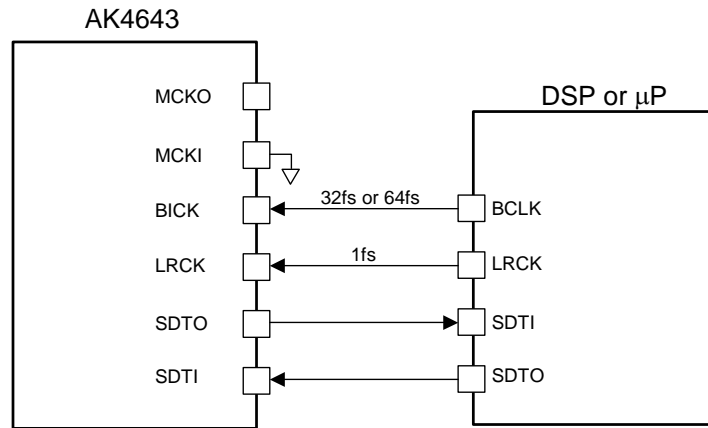 AK4643
DSP or μP
MCKO
MCKI
BICK
32fs or 64fs
BCLK
LRCK
1fs
LRCK
SDTO
SDTI
SDTI
SDTO